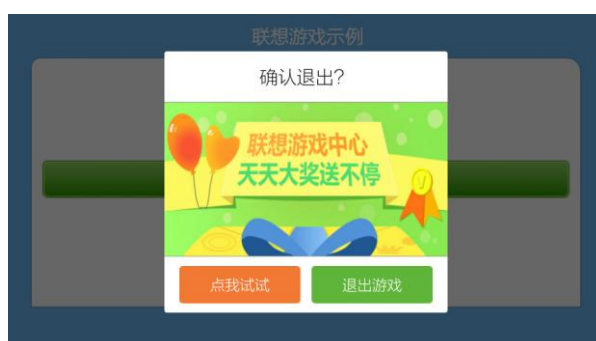 联想游戏示例
确认退出?
联想游戏中心
天天大奖送不停
点我试试
退出游戏